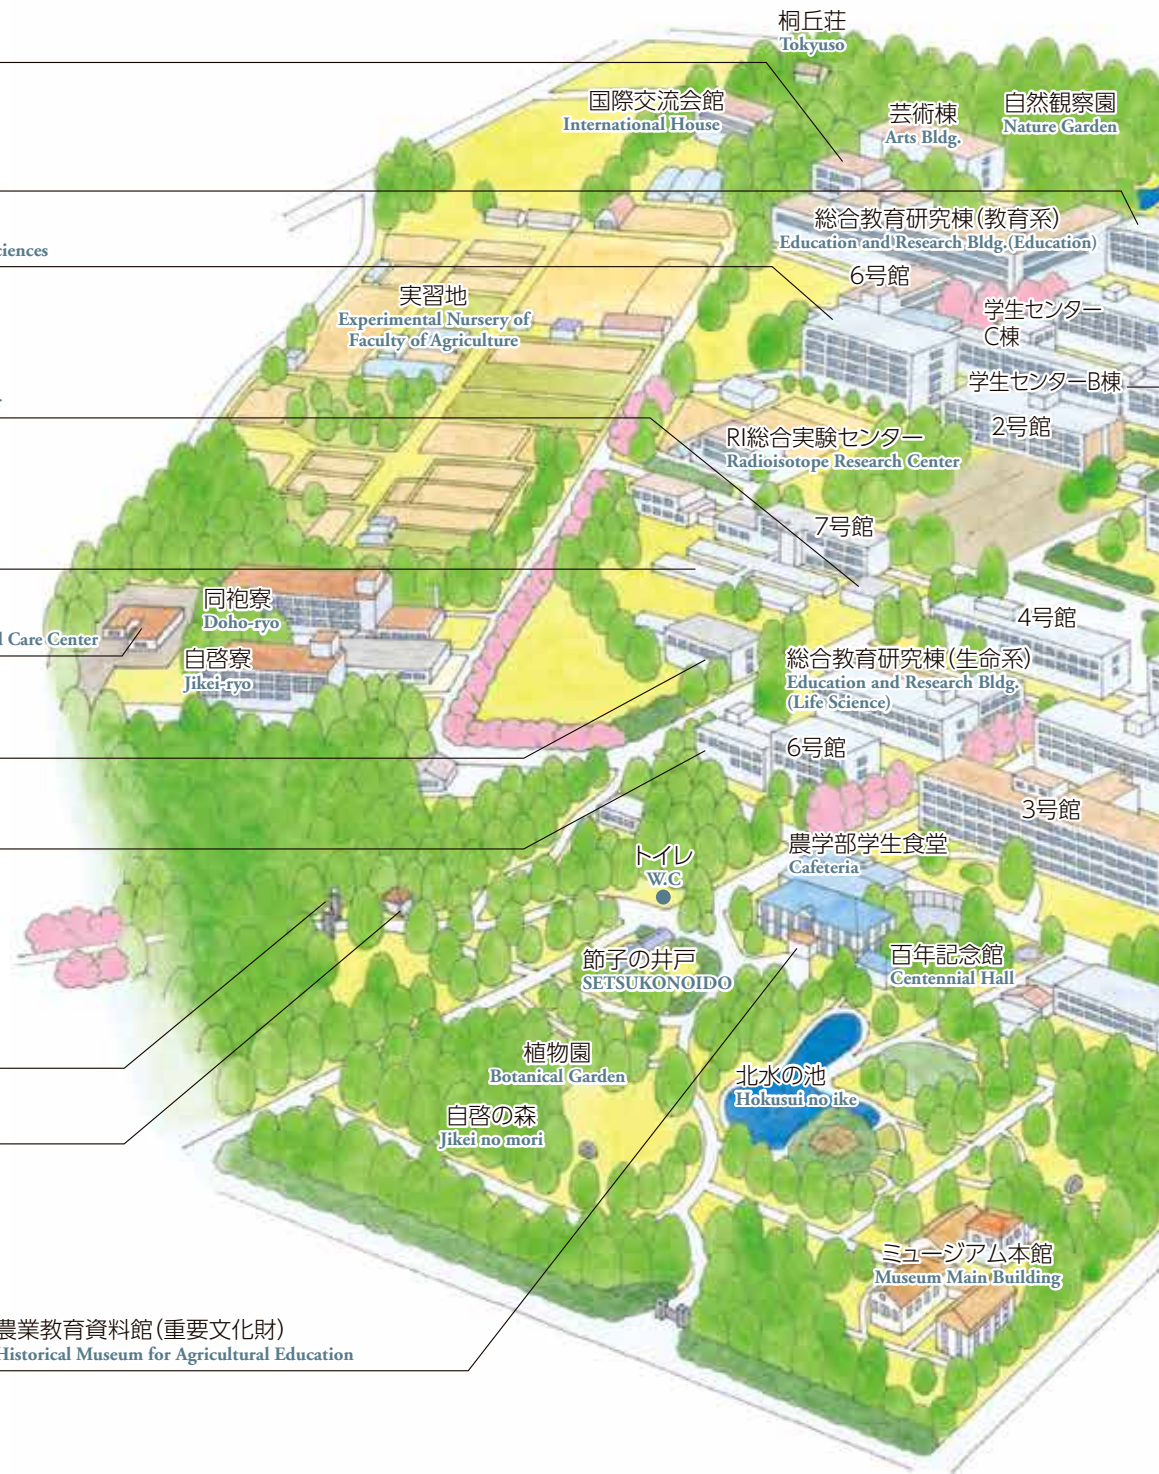 桐丘荘
Tokyuso
国際交流会館
International House
芸術棟
Arts Bldg.
自然観察園
Nature Garden
総合教育研究棟(教育系)
Education and Research Bldg.(Education)
ciences
6号館
実習地
Experimental Nursery of
Faculty of Agriculture
学生センター
C棟
学生センターB棟
2号館
RI総合実験センター
Radioisotope Research Center
7号館
同袍寮
Doho-ryo
4号館
Care Center
自啓寮
Jikei-ryo
総合教育研究棟(生命系)
Education and Research Bldg.
(Life Science)
6号館
3号館
農学部学生食堂
Cafeteria
トイレ
W.C
節子の井戸
SETSUKONOIDO
百年記念館
Centennial Hall
植物園
Botanical Garden
北水の池
Hokusui no ike
自啓の森
Jikei no mori
ミュージアム本館
Museum Main Building
農業教育資料館(重要文化財)
Historical Museum for Agricultural Education